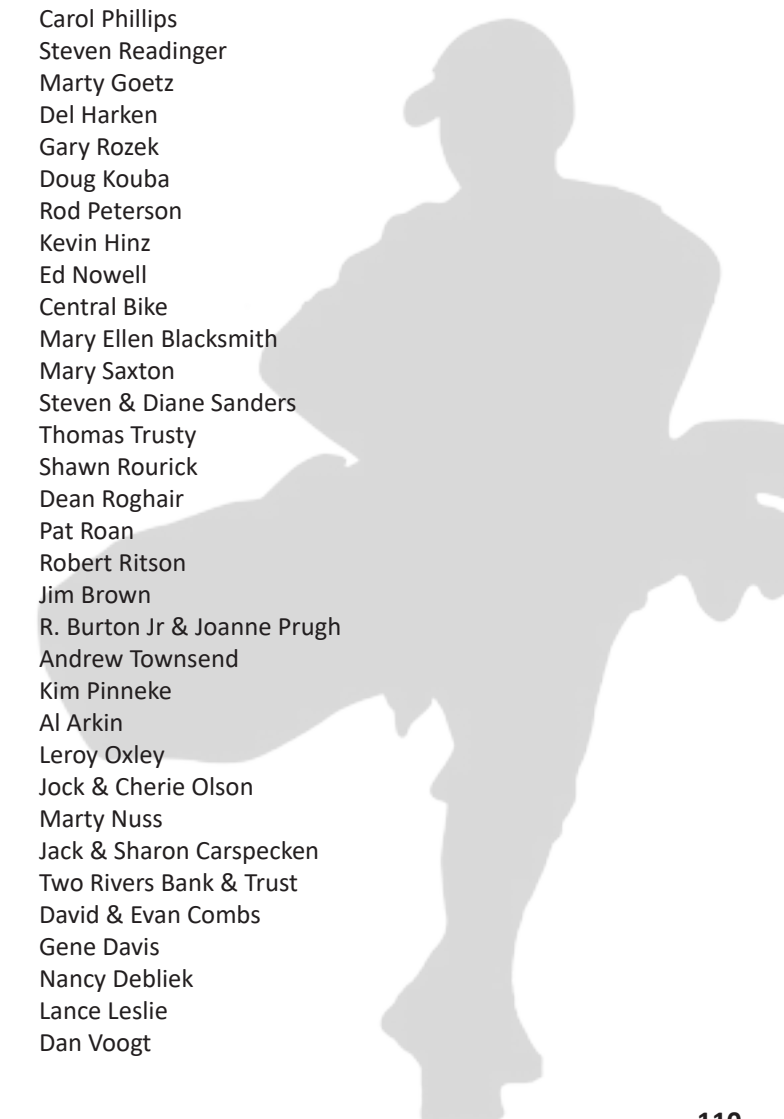 Carol Phillips
Steven Readinger
Marty Goetz
Del Harken
Gary Rozek
Doug Kouba
Rod Peterson
Kevin Hinz
Ed Nowell
Central Bike
Mary Ellen Blacksmith
Mary Saxton
Steven & Diane Sanders
Thomas Trusty
Shawn Rourick
Dean Roghair
Pat Roan
Robert Ritson
Jim Brown
R. Burton Jr & Joanne Prugh
Andrew Townsend
Kim Pinneke
Al Arkin
Leroy Oxley
Jock & Cherie Olson
Marty Nuss
Jack & Sharon Carspecken
Two Rivers Bank & Trust
David & Evan Combs
Gene Davis
Nancy Debliek
Lance Leslie
Dan Voogt